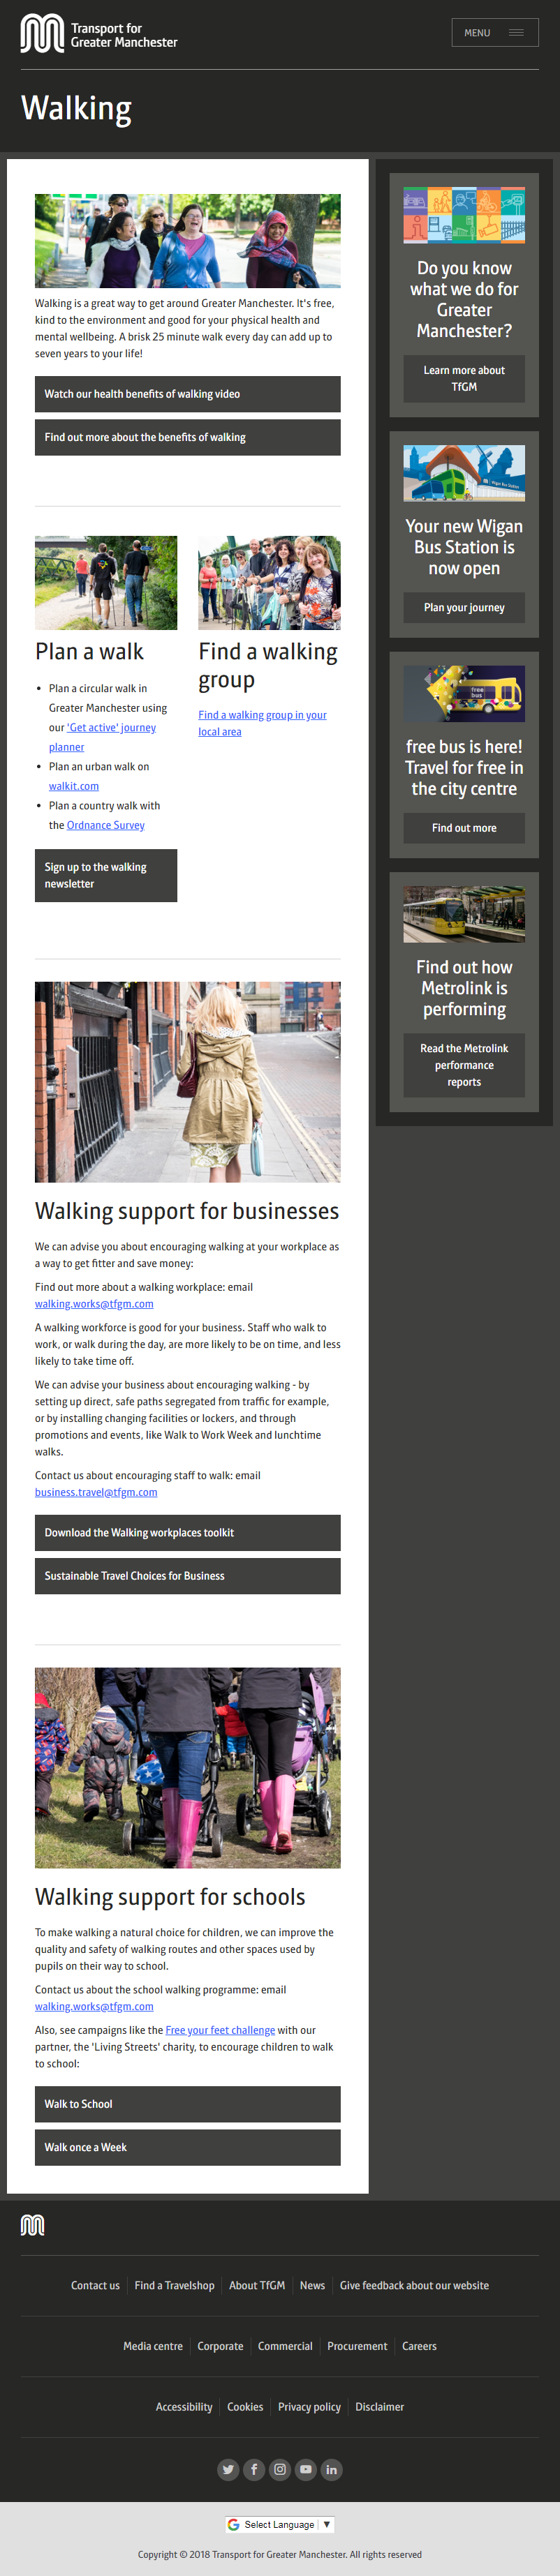 Transport for
Greater Manchester
MENU
Walking
Walking is a great way to get around Greater Manchester. It's free,
kind to the environment and good for your physical health and
mental wellbeing. A brisk 25 minute walk every day can add up to
seven years to your life!
Watch our health benefits of walking video
Find out more about the benefits of walking
Plan a walk
• Plan a circular walk in
Greater Manchester using
our 'Get active' journey
planner
• Plan an urban walk on
walkit.com
• Plan a country walk with
the Ordnance Survey
Sign up to the walking
newsletter
Find a walking
group
Find a walking group in your
local area
Walking support for businesses
We can advise you about encouraging walking at your workplace as
a way to get fitter and save money:
Find out more about a walking workplace: email
walking.works@tfgm.com
A walking workforce is good for your business. Staff who walk to
work, or walk during the day, are more likely to be on time, and less
likely to take time off.
We can advise your business about encouraging walking - by
setting up direct, safe paths segregated from traffic for example,
or by installing changing facilities or lockers, and through
promotions and events, like Walk to Work Week and lunchtime
walks.
Contact us about encouraging staff to walk: email
business.travel@tfgm.com
Download the Walking workplaces toolkit
Sustainable Travel Choices for Business
Walking support for schools
To make walking a natural choice for children, we can improve the
quality and safety of walking routes and other spaces used by
pupils on their way to school.
Contact us about the school walking programme: email
walking.works@tfgm.com
Also, see campaigns like the Free your feet challenge with our
partner, the 'Living Streets' charity, to encourage children to walk
to school:
Walk to School
Walk once a Week
Do you know
what we do for
Greater
Manchester?
Learn more about
TfGM
Wigan Bus Station
Your new Wigan
Bus Station is
now open
Plan your journey
free
bus
free bus is here!
Travel for free in
the city centre
Find out more
Find out how
Metrolink is
performing
Read the Metrolink
performance
reports
Contact us
Find a Travelshop
About TfGM
News
Give feedback about our website
Media centre
Corporate
Commercial
Procurement
Careers
Accessibility
Cookies
Privacy policy
Disclaimer
Select Language ▼
Copyright © 2018 Transport for Greater Manchester. All rights reserved